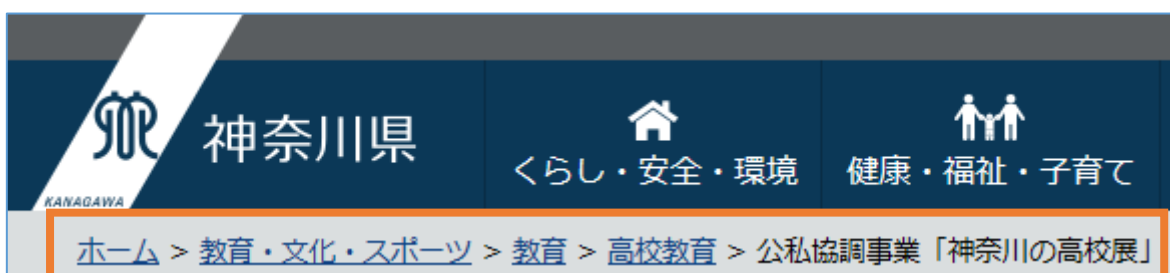 神奈川県
KANAGAWA
くらし・安全・環境
健康・福祉・子育て
ホーム > 教育・文化・スポーツ > 教育 > 高校教育 > 公私協調事業「神奈川の高校展」